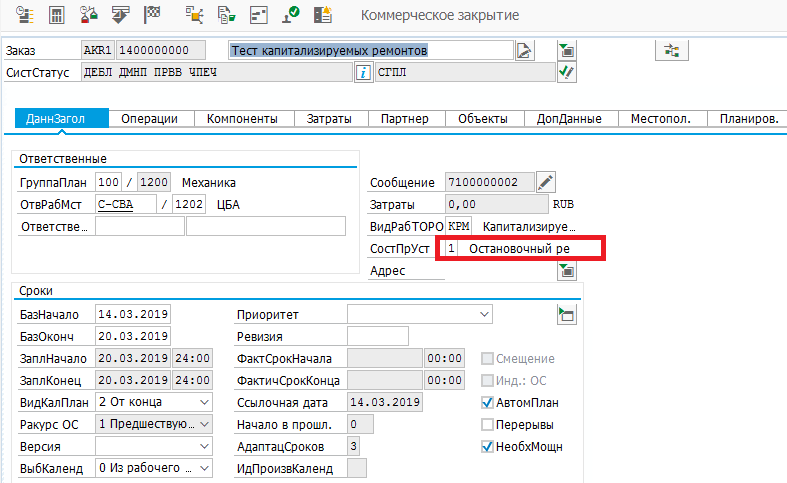 Коммерческое закрытие
Заказ AKR1 1400000000 Тест капитализируемых ремонтов
СистСтатус ДЕБЛ ДМНП ПРВВ ЧПЕЧ СГПЛ
ДаннЗагол Операции Компоненты Затраты Партнер Объекты ДопДанные Местопол. Планиров.
Ответственные
ГруппаПлан 100 / 1200 Механика
Сообщение 7100000002
ОтвРабМст C-CBA / 1202 ЦБА
Затраты 0,00 RUB
Ответстве…
ВидРабТОРО КРМ Капитализируе…
СостПрУст 1 Остановочный ре
Адрес
Сроки
БазНачало 14.03.2019 Приоритет
БазОконч 20.03.2019 Ревизия
ЗаплНачало 20.03.2019 24:00 ФактСрокНачала 00:00 Смещение
ЗаплКонец 20.03.2019 24:00 ФактичСрокКонца 00:00 Инд.: ОС
ВидКалПлан 2 От конца Ссылочная дата 14.03.2019 АвтомПлан
Ракурс ОС 1 Предшествую… Начало в прошл. 0 Перерывы
Версия АдаптацСроков 3 НеобхМощн
ВыбКаленд 0 Из рабочего … ИдПроизвКаленд